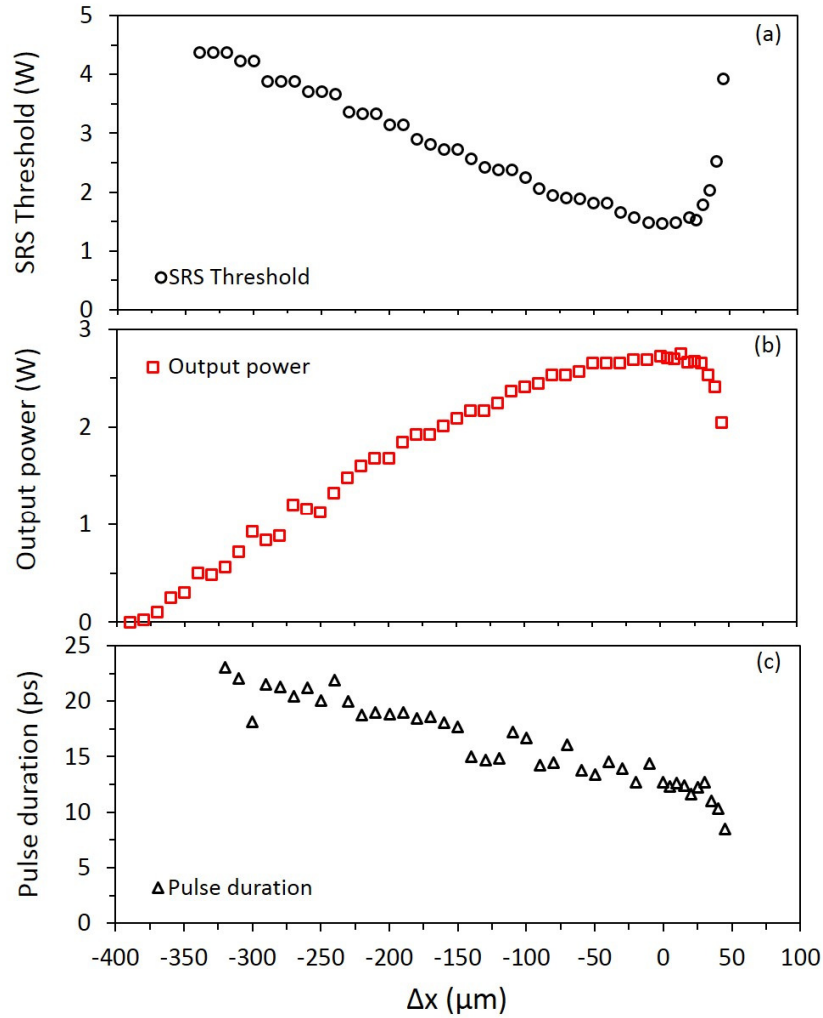 5
4
3
2
1
0
SRS Threshold (W)
(a)
SRS Threshold
3
2
1
0
Output power (W)
(b)
Output power
25
20
15
10
5
0
Pulse duration (ps)
(c)
Pulse duration
-400 -350 -300 -250 -200 -150 -100 -50 0 50 100
Δx (μm)